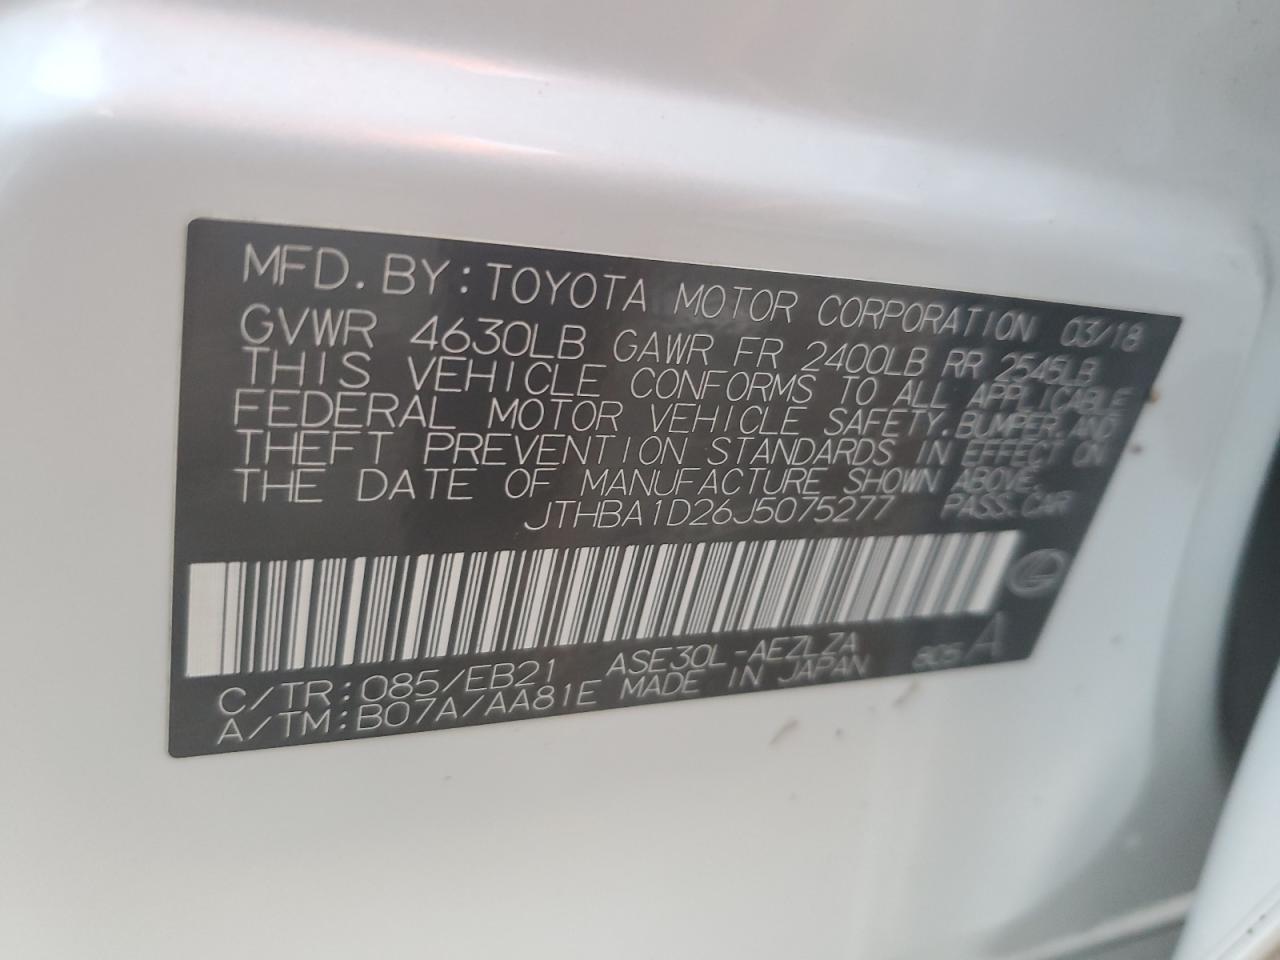 MFD. BY: TOYOTA MOTOR CORPORATION 03/18
GVWR 4630LB GAWR FR 2400LB RR 2545LB
THIS VEHICLE CONFORMS TO ALL APPLICABLE
FEDERAL MOTOR VEHICLE SAFETY, BUMPER, AND
THEFT PREVENTION STANDARDS IN EFFECT ON
THE DATE OF MANUFACTURE SHOWN ABOVE.
JTHBA1D26J5075277 PASS. CAR
C/TR: 085/EB21 ASE30L-AEZLZA 805 A
A/TM: B07A/AA81E MADE IN JAPAN